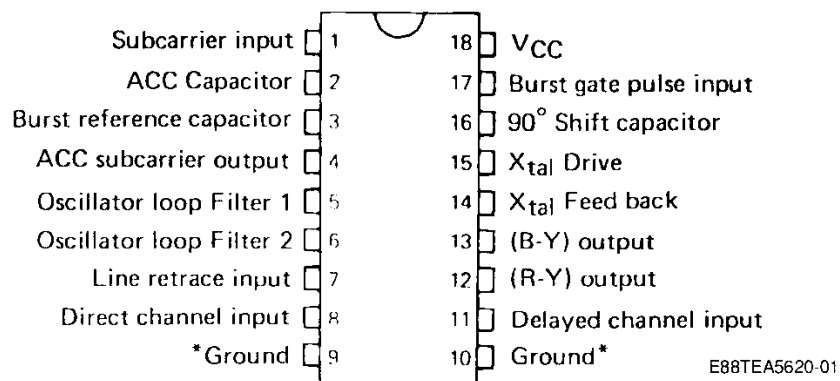 Subcarrier input 1 18 VCC
ACC Capacitor 2 17 Burst gate pulse input
Burst reference capacitor 3 16 90° Shift capacitor
ACC subcarrier output 4 15 Xtal Drive
Oscillator loop Filter 1 5 14 Xtal Feed back
Oscillator loop Filter 2 6 13 (B-Y) output
Line retrace input 7 12 (R-Y) output
Direct channel input 8 11 Delayed channel input
*Ground 9 10 Ground*
E88TEA5620-01